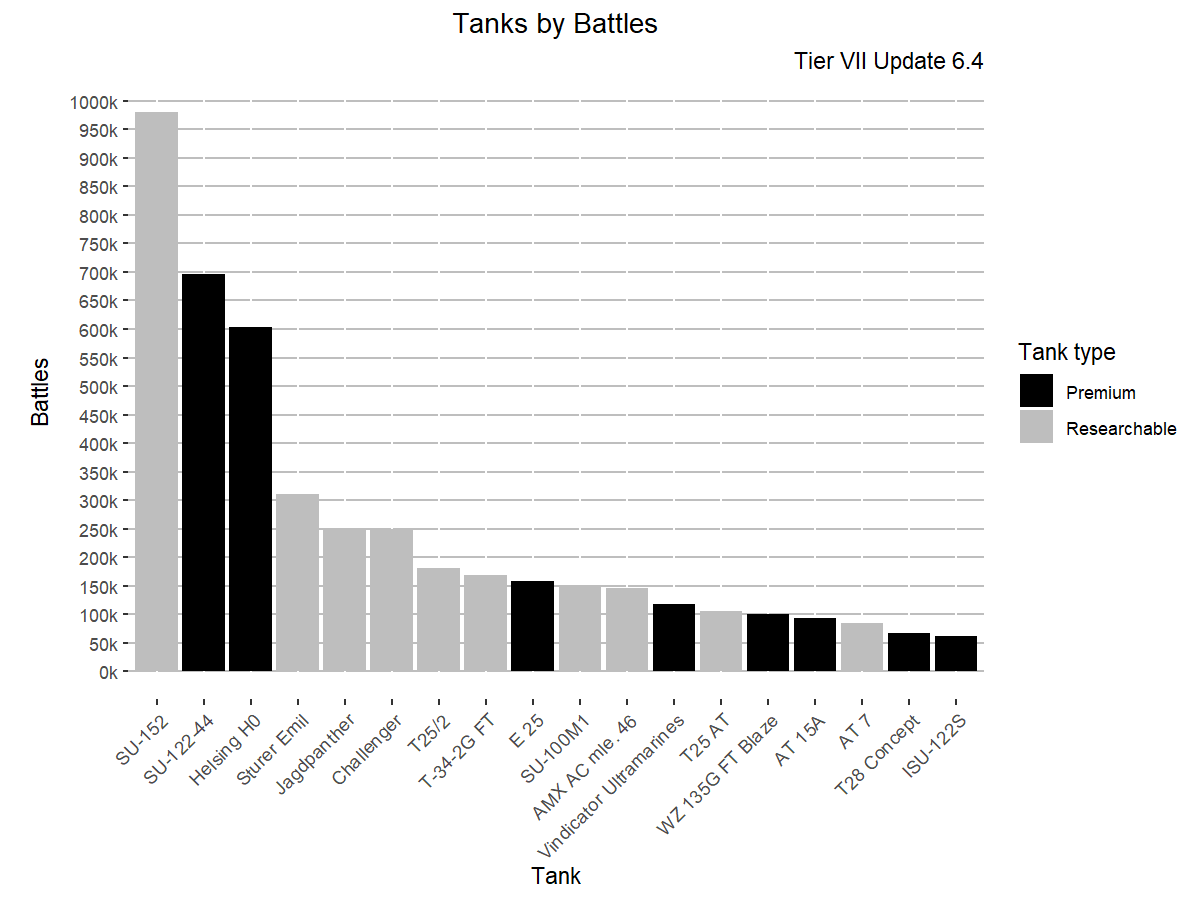 Tanks by Battles
Tier VII Update 6.4
1000k
950k
900k
850k
800k
750k
700k
650k
600k
550k
500k
450k
400k
350k
300k
250k
200k
150k
100k
50k
0k
Battles
SU-152
SU-122-44
Helsing H0
Sturer Emil
Jagdpanther
Challenger
T25/2
T-34-2G FT
E 25
SU-100M1
AMX AC mle. 46
Vindicator Ultramarines
T25 AT
WZ 135G FT Blaze
AT 15A
AT 7
T28 Concept
ISU-122S
Tank
Tank type
Premium
Researchable